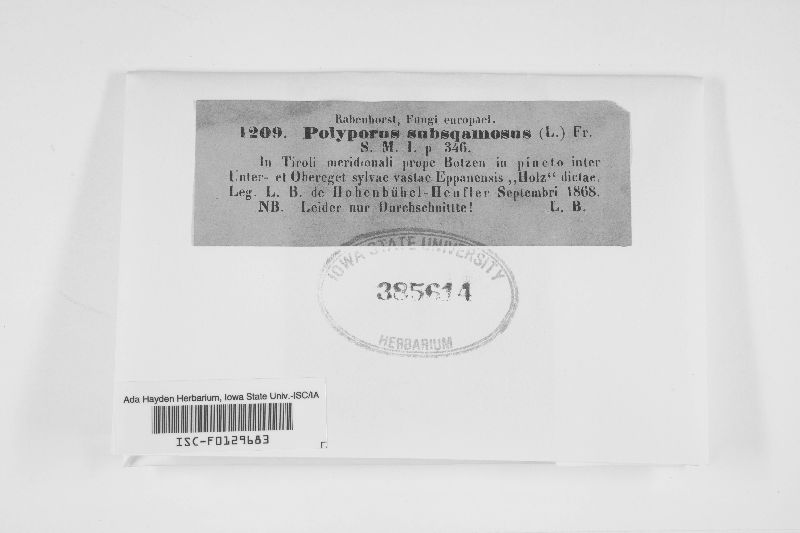 Rabenhorst, Fungi europaei.
1209. Polyporus subsqamosus (L.) Fr.
S. M. I. p 346.
In Tiroli meridionali prope Botzen in pineto inter
Unter- et Obereget sylvae vastae Eppanensis „Holz“ dictae.
Leg. L. B. de Hohenbühel-Heufler Septembri 1868.
NB. Leider nur Durchschnittte! L. B.
IOWA STATE UNIVERSITY
385614
HERBARIUM
Ada Hayden Herbarium, Iowa State Univ.-ISC/IA
ISC-F0129683